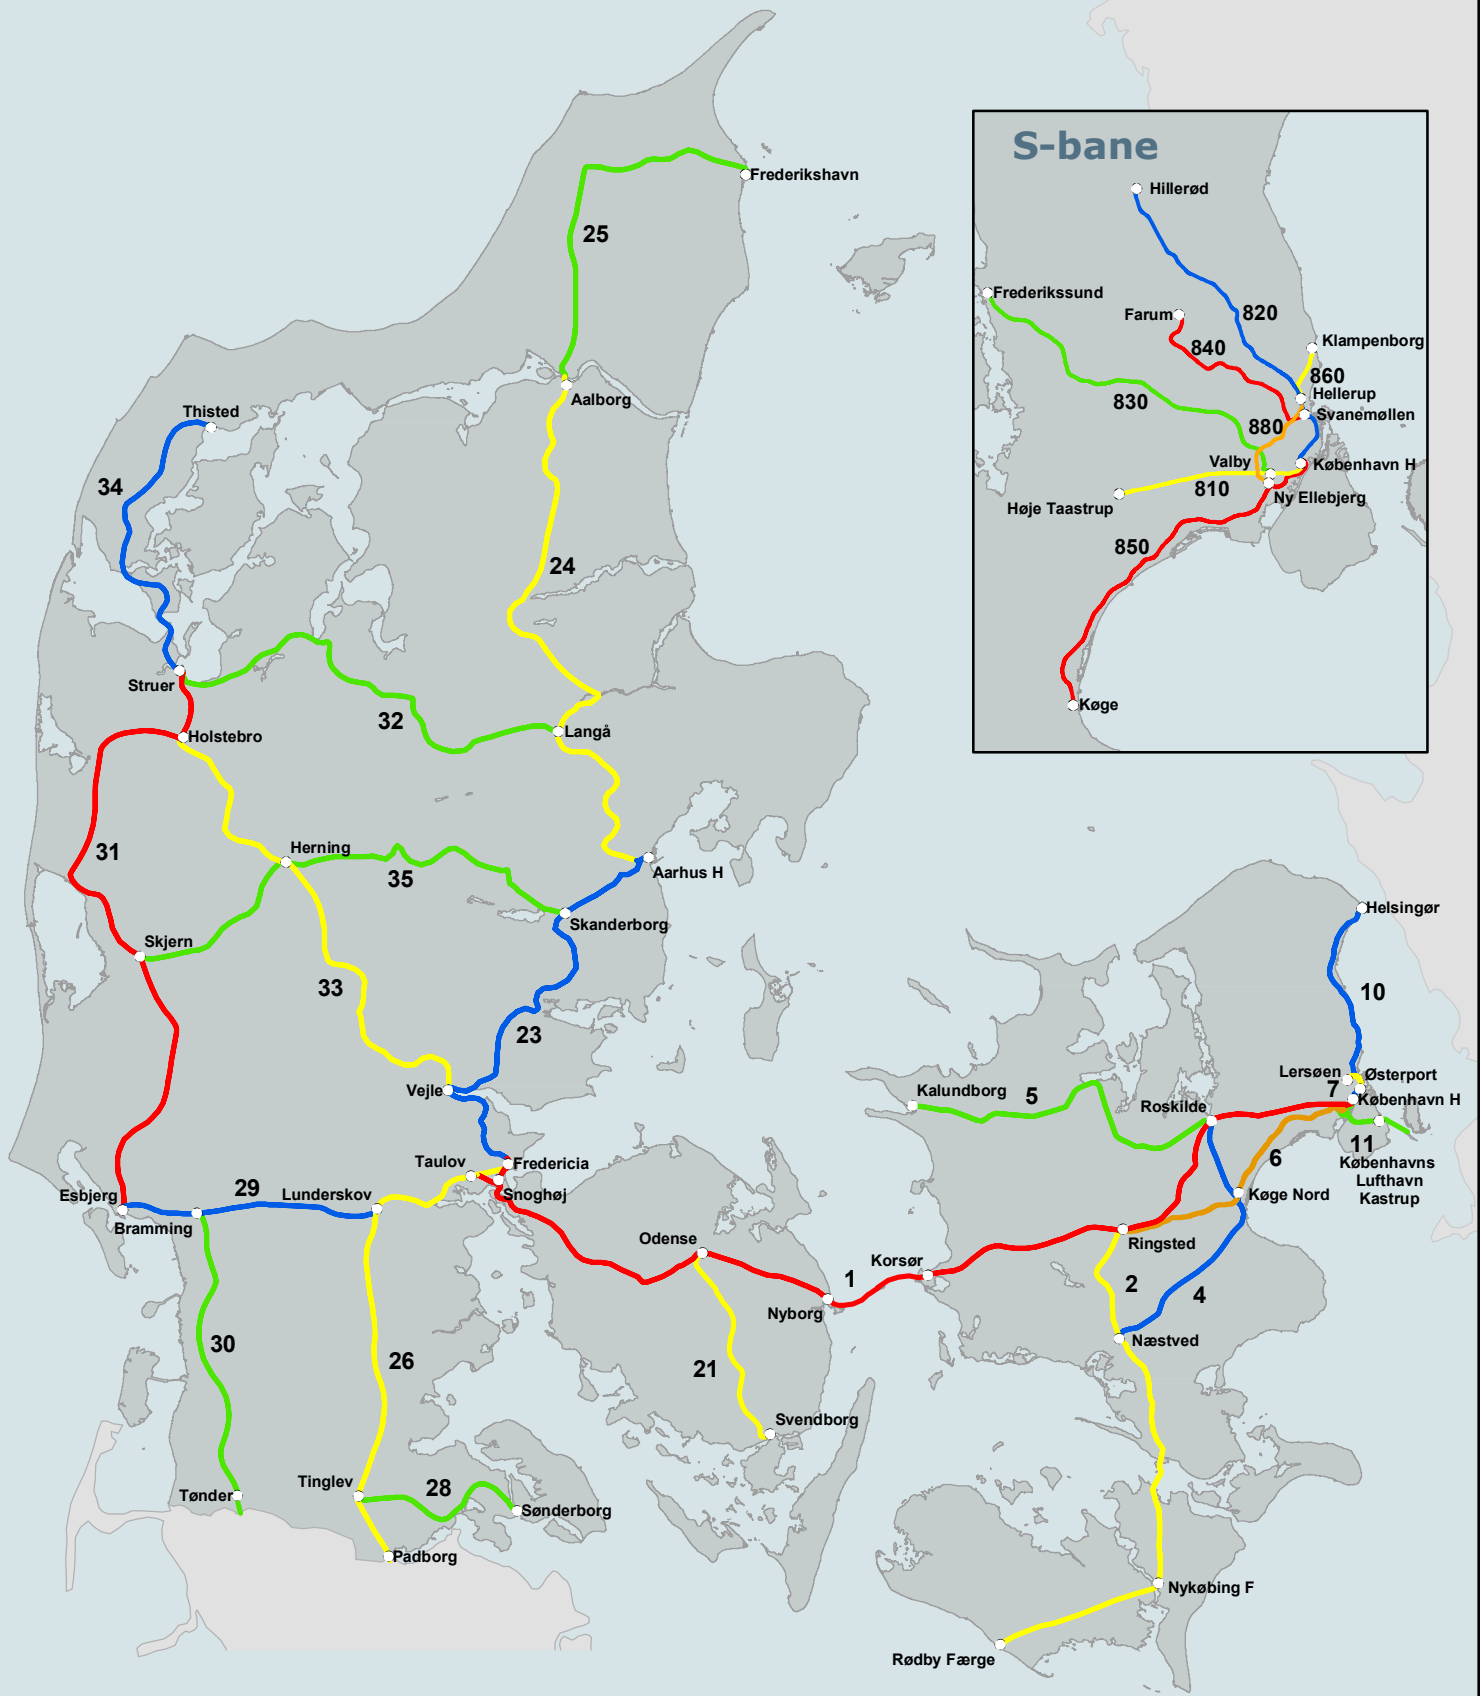 S-bane
Hillerød
Frederikshavn
25
Frederikssund
Farum
820
Klampenborg
840
860
Hellerup
Aalborg
830
Svanemøllen
Thisted
880
Valby
København H
34
810
Ny Ellebjerg
Høje Taastrup
850
24
Struer
Køge
32
Langå
Holstebro
31
Herning
35
Aarhus H
Skanderborg
Helsingør
Skjern
33
10
23
Lersøen
Østerport
Vejle
Kalundborg
5
7
København H
Roskilde
11
Taulov
Fredericia
6
Københavns
Lufthavn
Kastrup
Esbjerg
29
Lunderskov
Snoghøj
Køge Nord
Bramming
Odense
Ringsted
Korsør
1
2
4
Nyborg
30
26
21
Næstved
Svendborg
Tinglev
28
Tønder
Sønderborg
Padborg
Nykøbing F
Rødby Færge